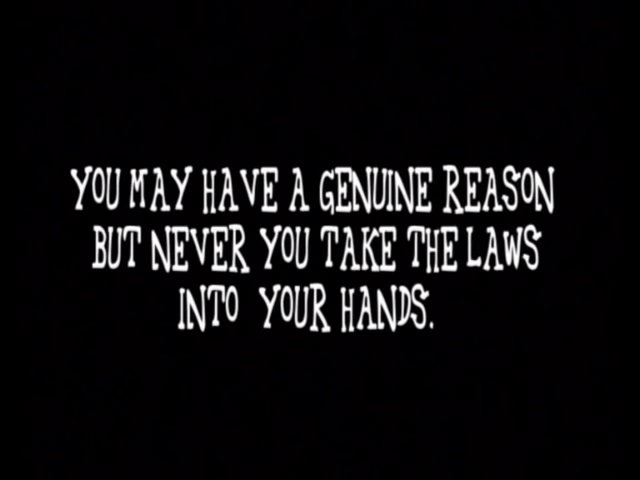 YOU MAY HAVE A GENUINE REASON
BUT NEVER YOU TAKE THE LAWS
INTO YOUR HANDS.